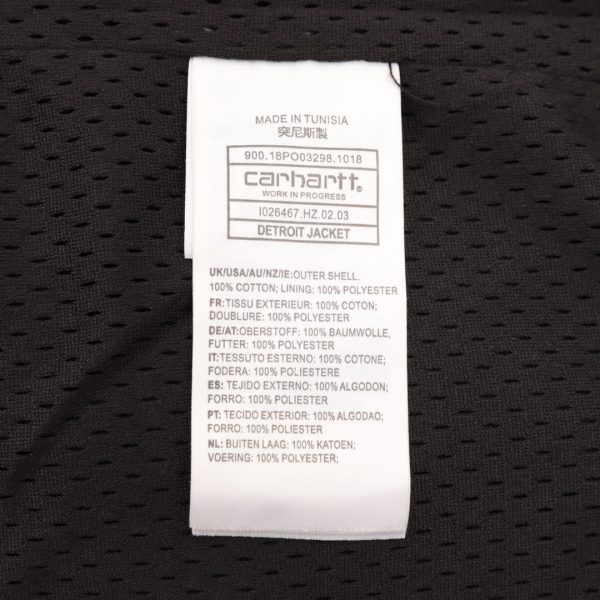 MADE IN TUNISIA
突尼斯製
900.18PO03298.1018
carhartt®
WORK IN PROGRESS
I026467.HZ.02.03
DETROIT JACKET
UK/USA/AU/NZ/IE:OUTER SHELL.
100% COTTON; LINING: 100% POLYESTER
FR:TISSU EXTERIEUR: 100% COTON;
DOUBLURE: 100% POLYESTER
DE/AT:OBERSTOFF: 100% BAUMWOLLE,
FUTTER: 100% POLYESTER
IT:TESSUTO ESTERNO: 100% COTONE;
FODERA: 100% POLIESTERE
ES: TEJIDO EXTERNO: 100% ALGODON;
FORRO: 100% POLIESTER
PT: TECIDO EXTERIOR: 100% ALGODAO;
FORRO: 100% POLIESTER
NL: BUITEN LAAG: 100% KATOEN;
VOERING: 100% POLYESTER;